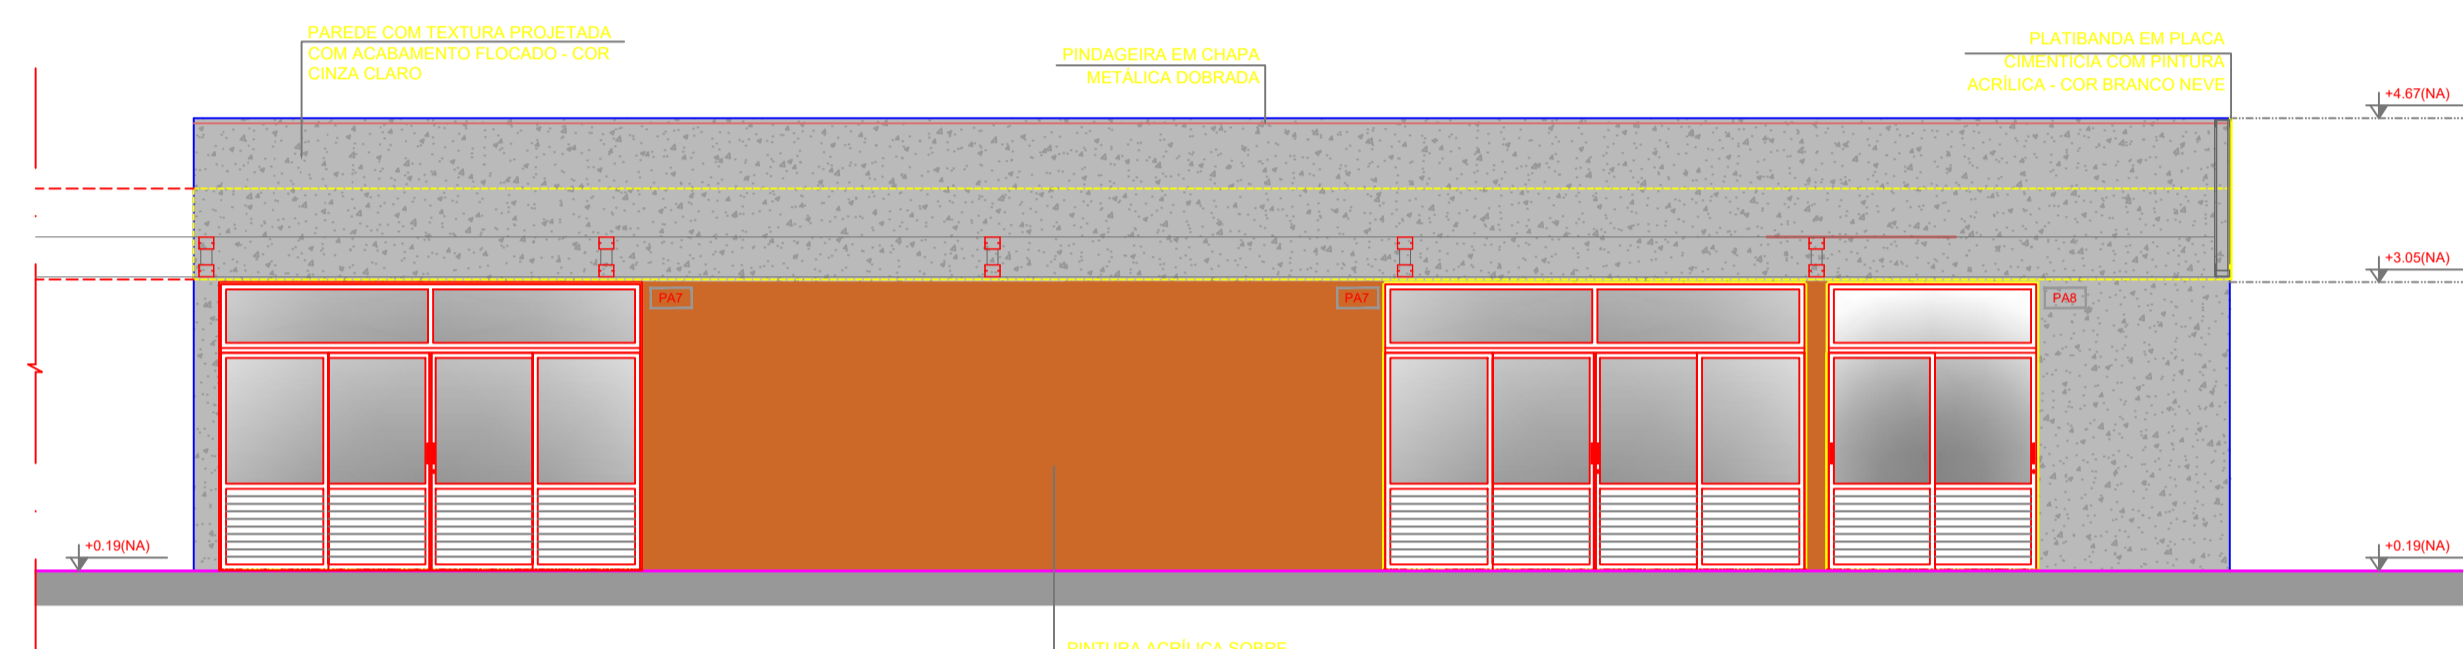 PAREDE COM TEXTURA PROJETADA
COM ACABAMENTO FLOCADO - COR
CINZA CLARO
PINDAGEIRA EM CHAPA
METÁLICA DOBRADA
PLATIBANDA EM PLACA
CIMENTICIA COM PINTURA
ACRÍLICA - COR BRANCO NEVE
+4.67(NA)
+3.05(NA)
PA7
PA7
PA8
+0.19(NA)
+0.19(NA)
PINTURA ACRÍLICA SOBRE